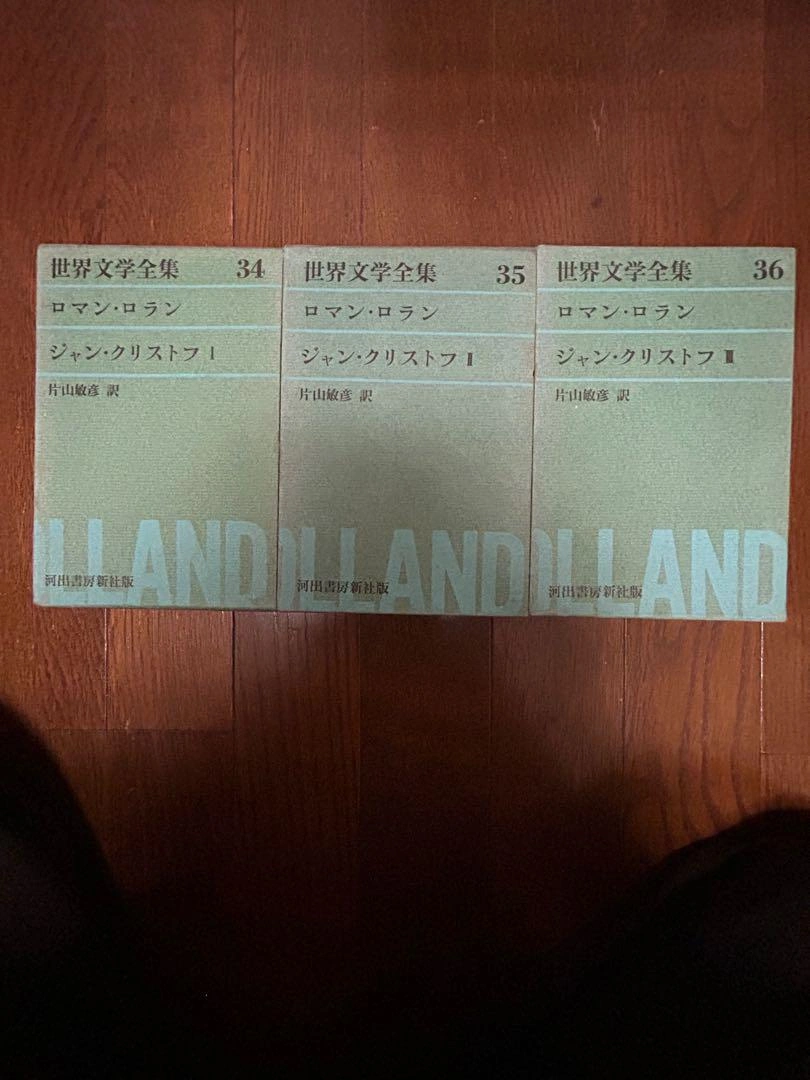 世界文学全集 34
ロマン・ロラン
ジャン・クリストフ I
片山敏彦 訳
LLAND
河出書房新社版
世界文学全集 35
ロマン・ロラン
ジャン・クリストフ II
片山敏彦 訳
OLLAND
河出書房新社版
世界文学全集 36
ロマン・ロラン
ジャン・クリストフ III
片山敏彦 訳
OLLAND
河出書房新社版